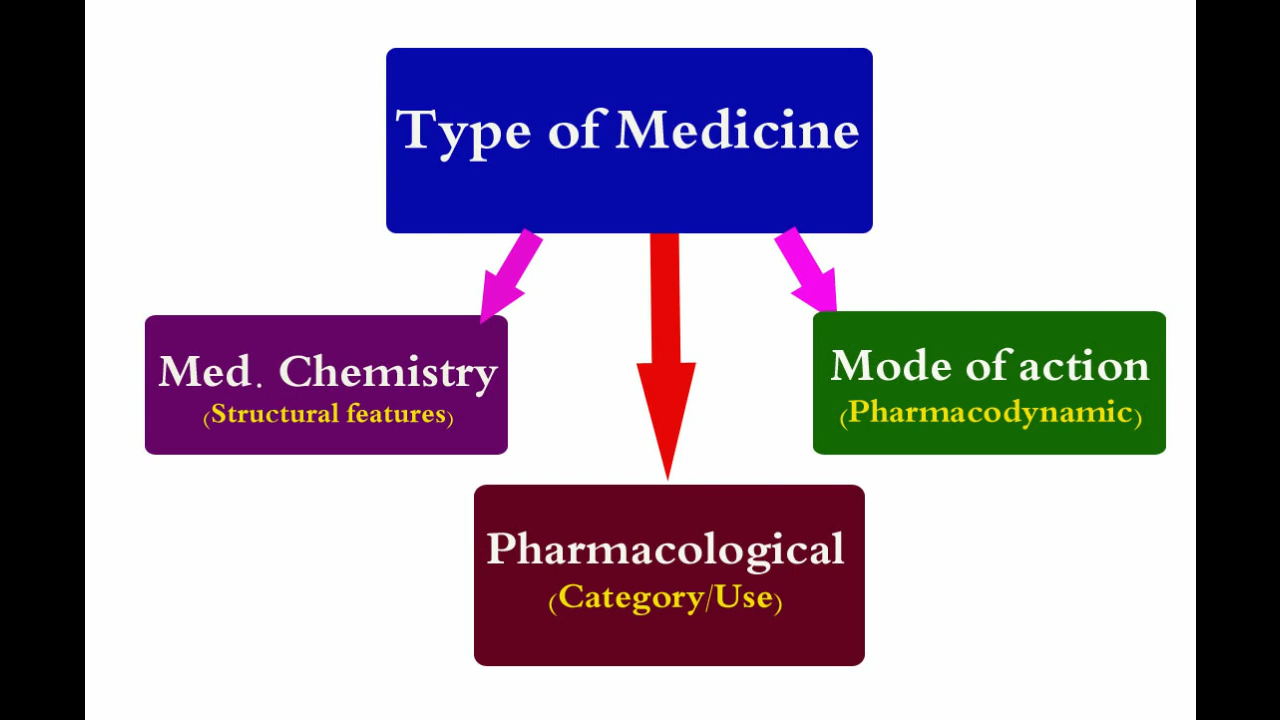 Type of Medicine
Med. Chemistry
(Structural features)
Mode of action
(Pharmacodynamic)
Pharmacological
(Category/Use)